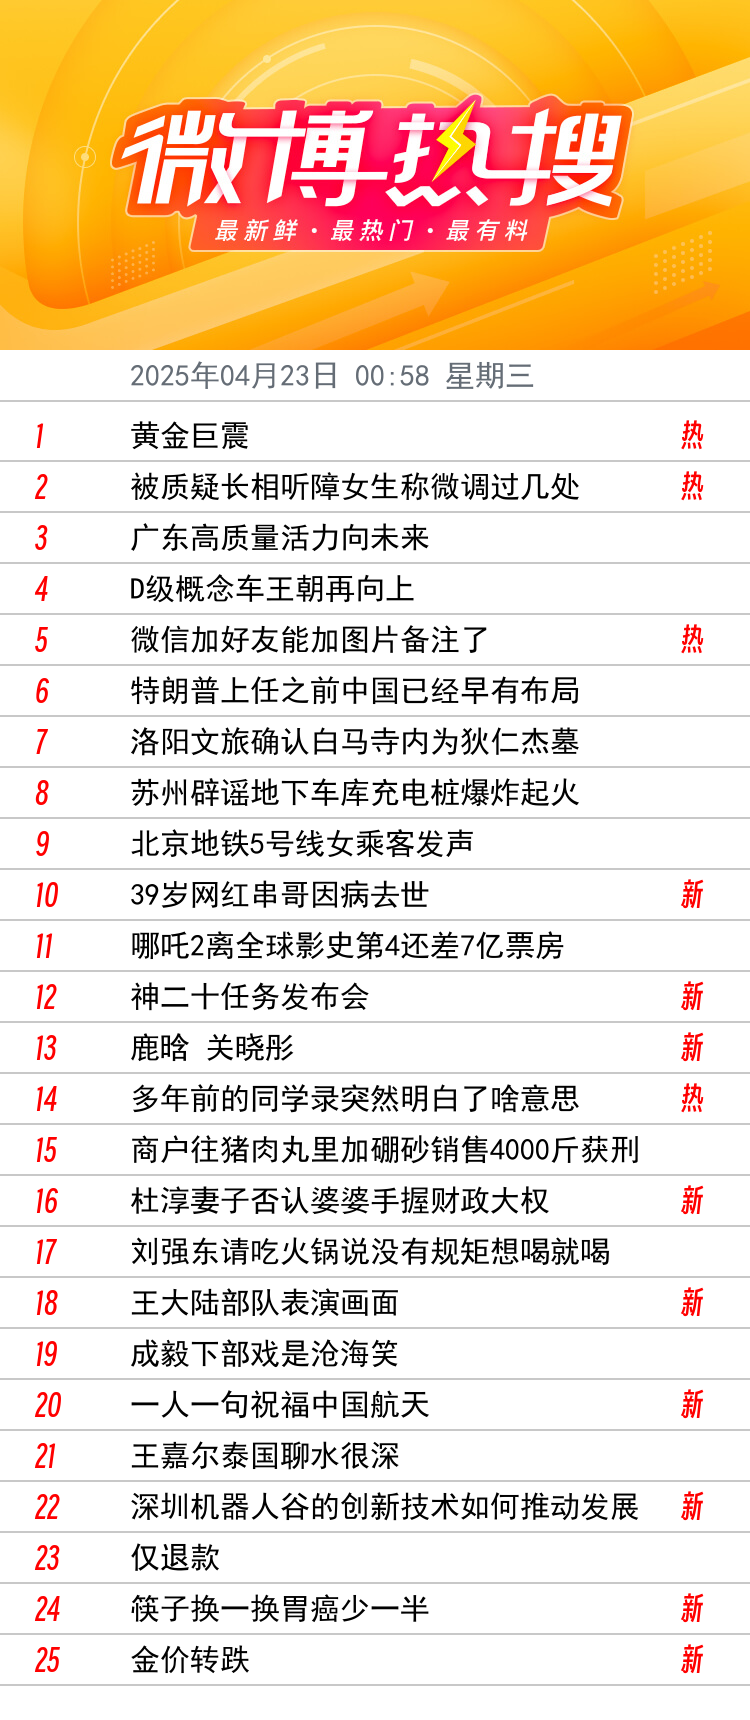 微博热搜
最新鲜·最热门·最有料
2025年04月23日 00:58 星期三
1 黄金巨震 热
2 被质疑长相听障女生称微调过几处 热
3 广东高质量活力向未来
4 D级概念车王朝再向上
5 微信加好友能加图片备注了 热
6 特朗普上任之前中国已经早有布局
7 洛阳文旅确认白马寺内为狄仁杰墓
8 苏州辟谣地下车库充电桩爆炸起火
9 北京地铁5号线女乘客发声
10 39岁网红串哥因病去世 新
11 哪吒2离全球影史第4还差7亿票房
12 神二十任务发布会 新
13 鹿晗 关晓彤 新
14 多年前的同学录突然明白了啥意思 热
15 商户往猪肉丸里加硼砂销售4000斤获刑
16 杜淳妻子否认婆婆手握财政大权 新
17 刘强东请吃火锅说没有规矩想喝就喝
18 王大陆部队表演画面 新
19 成毅下部戏是沧海笑
20 一人一句祝福中国航天 新
21 王嘉尔泰国聊水很深
22 深圳机器人谷的创新技术如何推动发展 新
23 仅退款
24 筷子换一换胃癌少一半 新
25 金价转跌 新